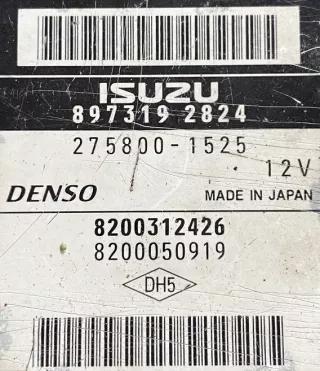 ISUZU
897319 2824
275800-1525
12V
DENSO
MADE IN JAPAN
8200312426
8200050919
DH5